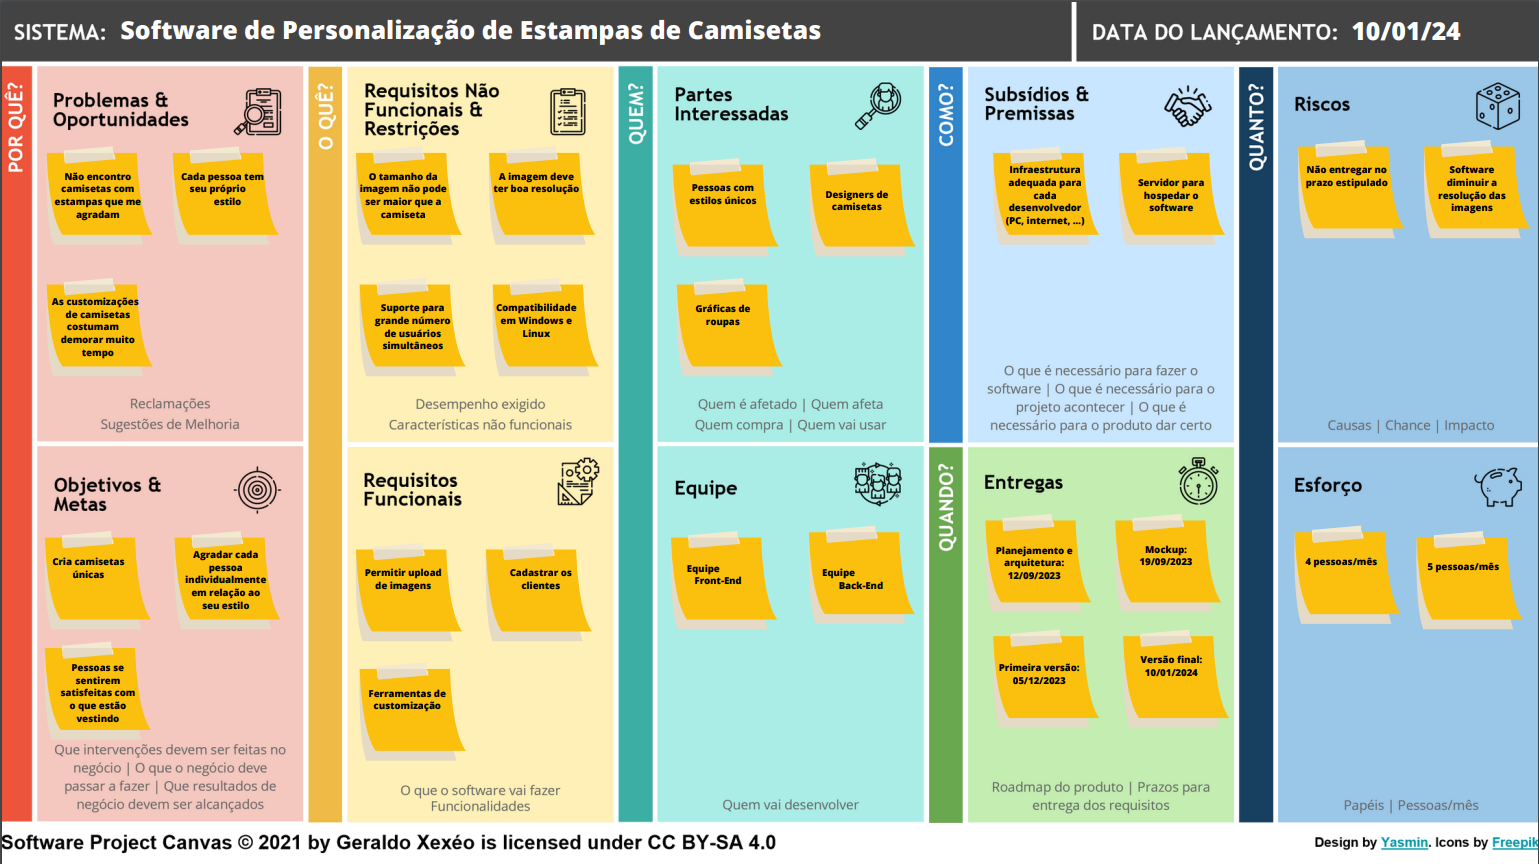 SISTEMA: Software de Personalização de Estampas de Camisetas
DATA DO LANÇAMENTO: 10/01/24
POR QUÊ?
Problemas &
Oportunidades
Não encontro
camisetas com
estampas que me
agradam
Cada pessoa tem
seu próprio
estilo
As customizações
de camisetas
costumam
demorar muito
tempo
Reclamações
Sugestões de Melhoria
Objetivos &
Metas
Cria camisetas
únicas
Agradar cada
pessoa
individualmente
em relação ao
seu estilo
Pessoas se
sentirem
satisfeitas com
o que estão
vestindo
Que intervenções devem ser feitas no
negócio | O que o negócio deve
passar a fazer | Que resultados de
negócio devem ser alcançados
O QUÊ?
Requisitos Não
Funcionais &
Restrições
O tamanho da
imagem não pode
ser maior que a
camiseta
A imagem deve
ter boa resolução
Suporte para
grande número
de usuários
simultâneos
Compatibilidade
em Windows e
Linux
Desempenho exigido
Características não funcionais
Requisitos
Funcionais
Permitir upload
de imagens
Cadastrar os
clientes
Ferramentas de
customização
O que o software vai fazer
Funcionalidades
QUEM?
Partes
Interessadas
Pessoas com
estilos únicos
Designers de
camisetas
Gráficas de
roupas
Quem é afetado | Quem afeta
Quem compra | Quem vai usar
Equipe
Equipe
Front-End
Equipe
Back-End
Quem vai desenvolver
COMO?
Subsídios &
Premissas
Infraestrutura
adequada para
cada
desenvolvedor
(PC, internet, ...)
Servidor para
hospedar o
software
O que é necessário para fazer o
software | O que é necessário para o
projeto acontecer | O que é
necessário para o produto dar certo
QUANDO?
Entregas
Planejamento e
arquitetura:
12/09/2023
Mockup:
19/09/2023
Primeira versão:
05/12/2023
Versão final:
10/01/2024
Roadmap do produto | Prazos para
entrega dos requisitos
QUANTO?
Riscos
Não entregar no
prazo estipulado
Software
diminuir a
resolução das
imagens
Causas | Chance | Impacto
Esforço
4 pessoas/mês
5 pessoas/mês
Papéis | Pessoas/mês
Software Project Canvas © 2021 by Geraldo Xexéo is licensed under CC BY-SA 4.0
Design by Yasmin. Icons by Freepik